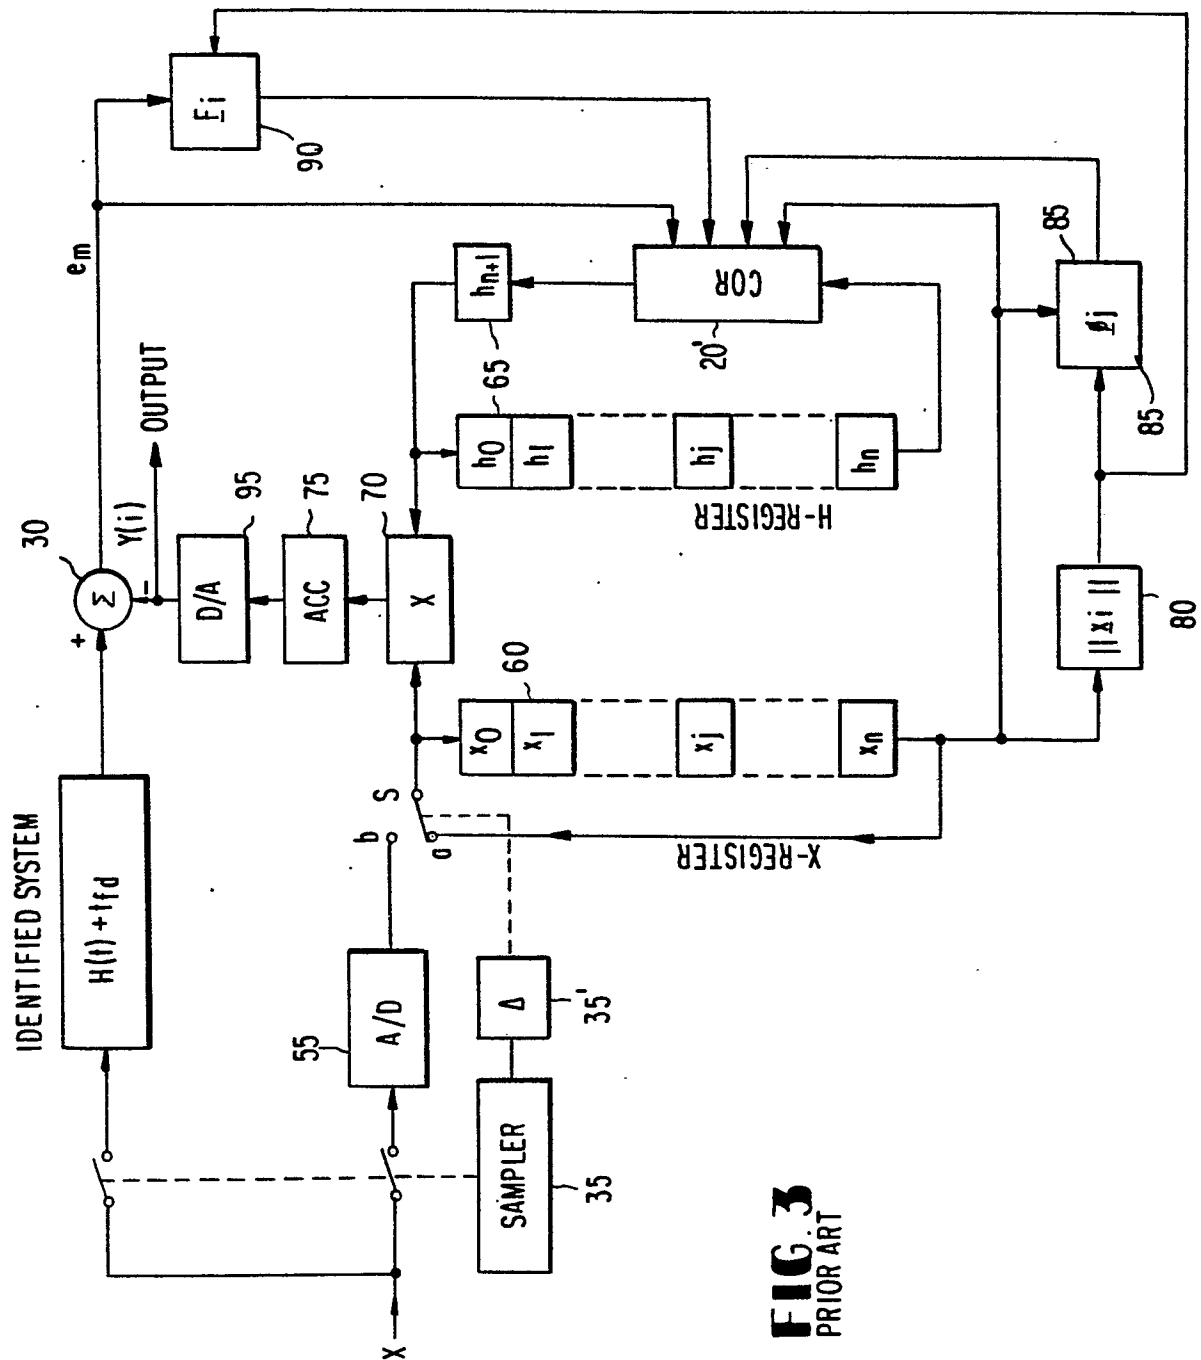 IDENTIFIED SYSTEM
H(t) + tfd
X
SAMPLER
35
Δ
35'
55
A/D
b
a
S
+
Σ
30
-
Y(i)
OUTPUT
em
D/A
95
ACC
75
X
70
x0
x1
xj
xn
60
X-REGISTER
h0
h1
hj
hn
65
hn+1
H-REGISTER
COR
20'
Fi
90
||xi||
80
øj
85
85
FIG. 3
PRIOR ART